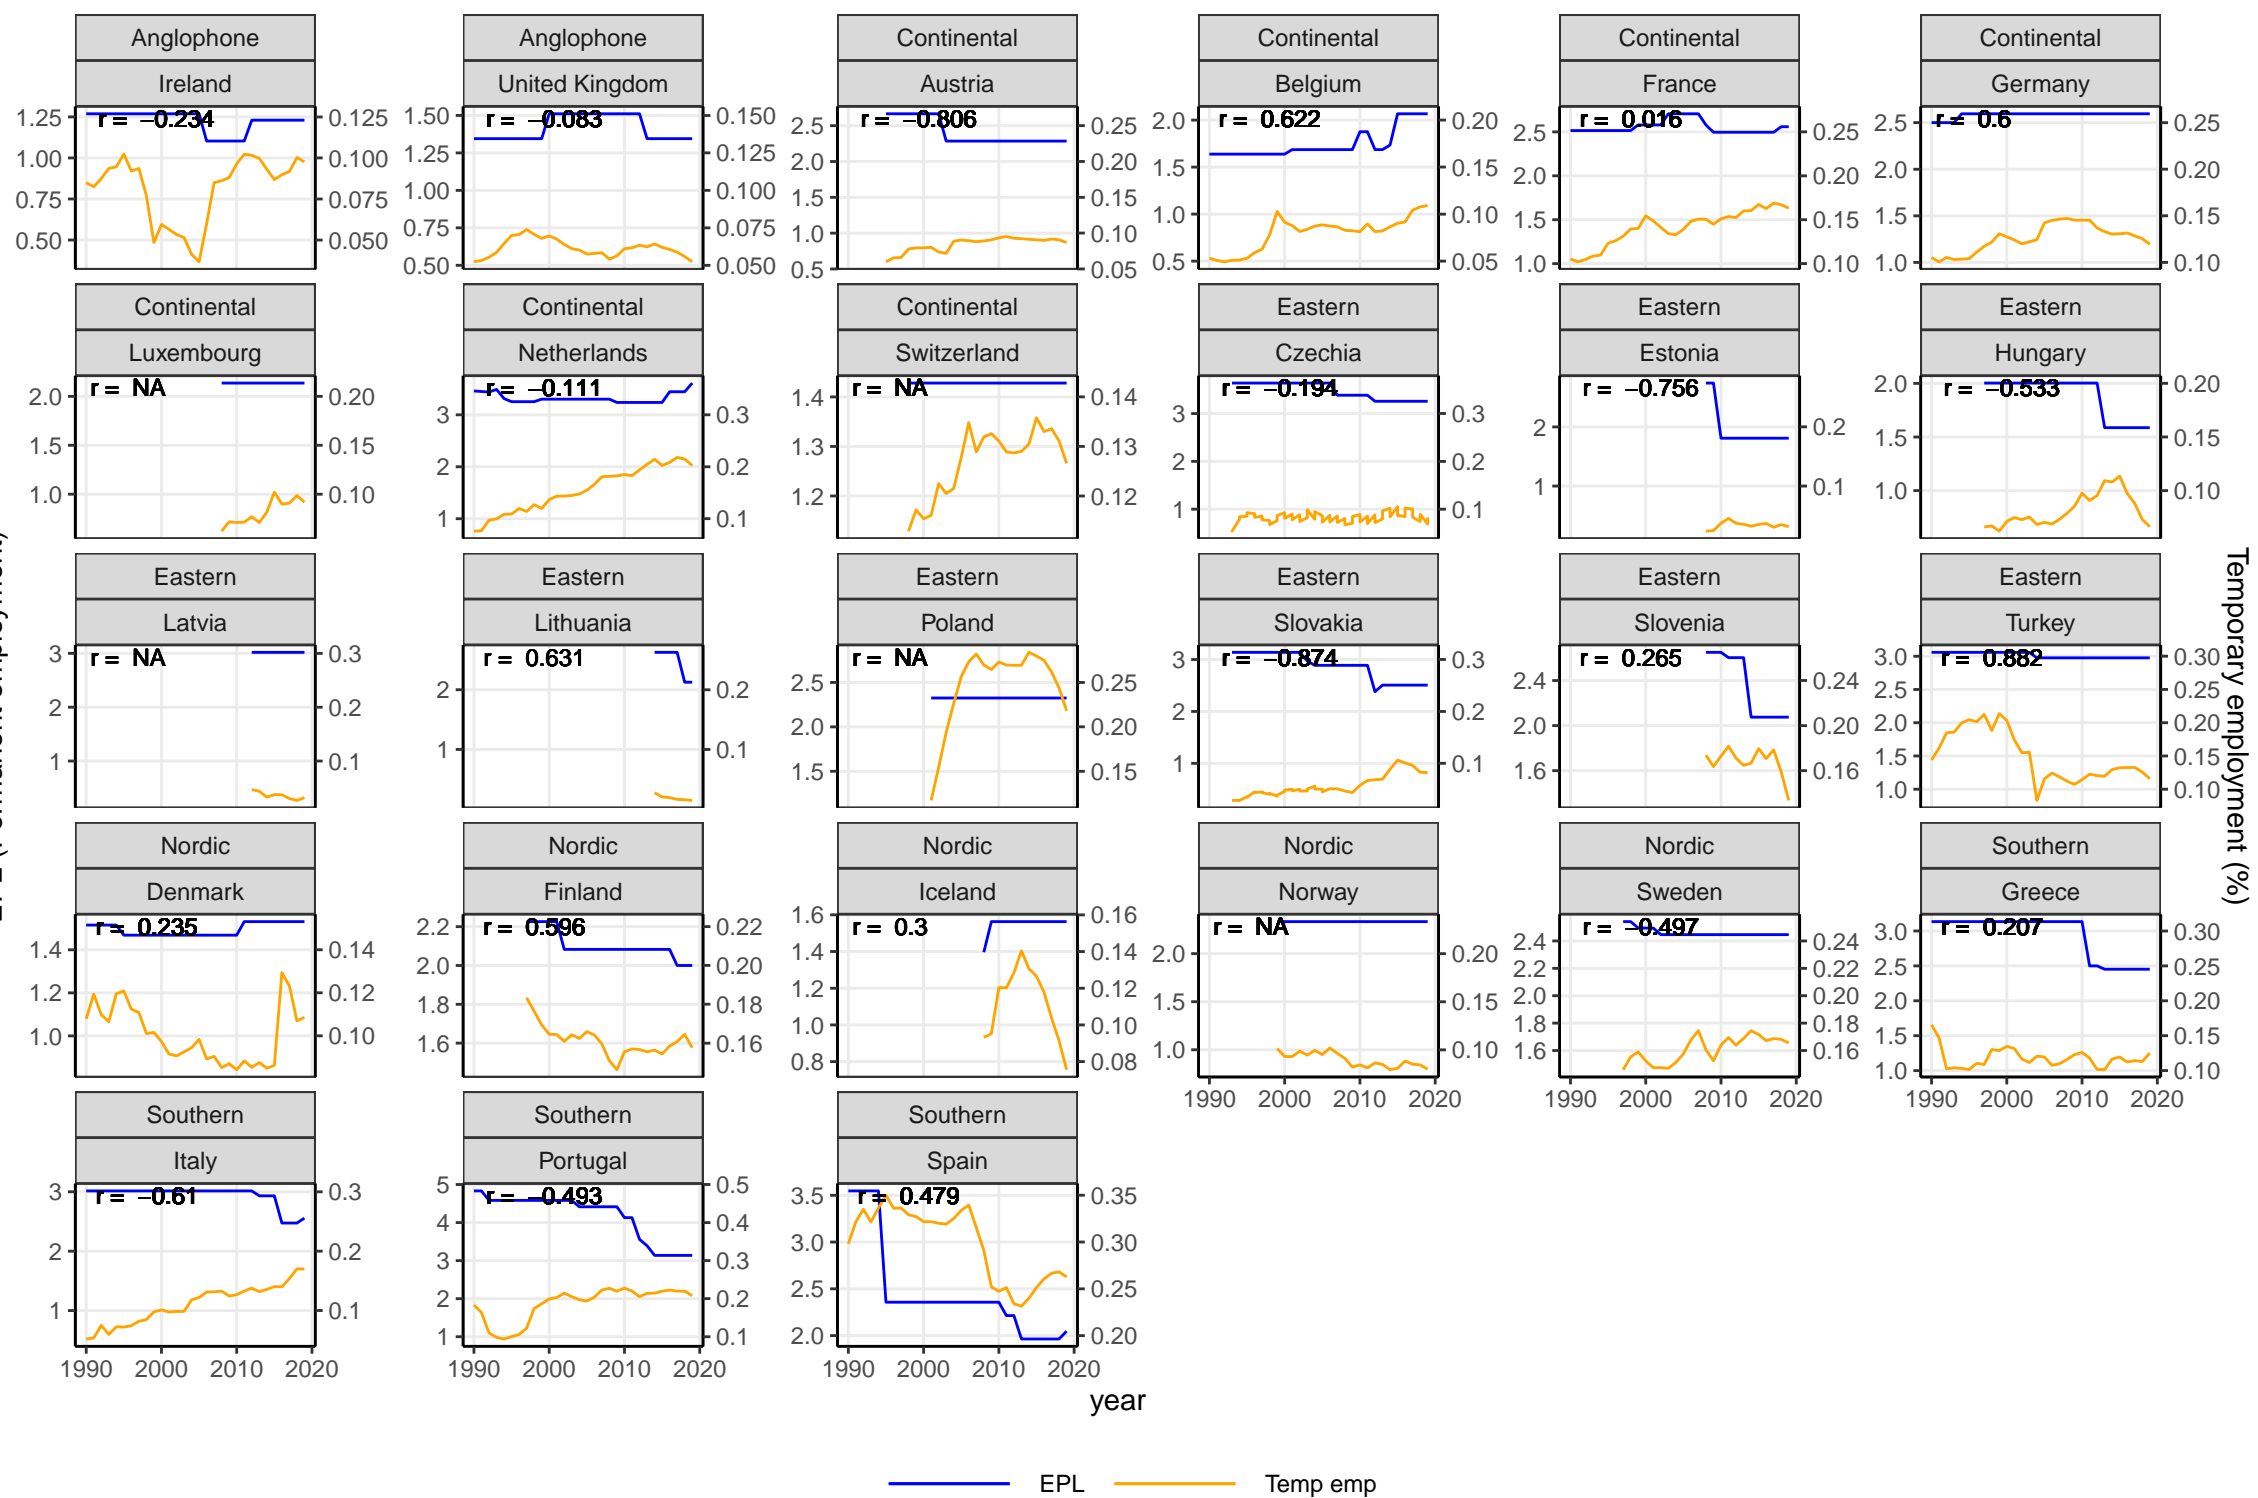 Anglophone
Ireland
r = −0.234
1.25
1.00
0.75
0.50
0.125
0.100
0.075
0.050
Anglophone
United Kingdom
r = −0.083
1.50
1.25
1.00
0.75
0.50
0.150
0.125
0.100
0.075
0.050
Continental
Austria
r = −0.806
2.5
2.0
1.5
1.0
0.5
0.25
0.20
0.15
0.10
0.05
Continental
Belgium
r = 0.622
2.0
1.5
1.0
0.5
0.20
0.15
0.10
0.05
Continental
France
r = 0.016
2.5
2.0
1.5
1.0
0.25
0.20
0.15
0.10
Continental
Germany
r = 0.6
2.5
2.0
1.5
1.0
0.25
0.20
0.15
0.10
Continental
Luxembourg
r = NA
2.0
1.5
1.0
0.20
0.15
0.10
Continental
Netherlands
r = −0.111
3
2
1
0.3
0.2
0.1
Continental
Switzerland
r = NA
1.4
1.3
1.2
0.14
0.13
0.12
Eastern
Czechia
r = −0.194
3
2
1
0.3
0.2
0.1
Eastern
Estonia
r = −0.756
2
1
0.2
0.1
Eastern
Hungary
r = −0.533
2.0
1.5
1.0
0.20
0.15
0.10
Eastern
Latvia
r = NA
3
2
1
0.3
0.2
0.1
Eastern
Lithuania
r = 0.631
2
1
0.2
0.1
Eastern
Poland
r = NA
2.5
2.0
1.5
0.25
0.20
0.15
Eastern
Slovakia
r = −0.874
3
2
1
0.3
0.2
0.1
Eastern
Slovenia
r = 0.265
2.4
2.0
1.6
0.24
0.20
0.16
Eastern
Turkey
r = 0.882
3.0
2.5
2.0
1.5
1.0
0.30
0.25
0.20
0.15
0.10
Temporary employment (%)
Nordic
Denmark
r = 0.235
1.4
1.2
1.0
0.14
0.12
0.10
Nordic
Finland
r = 0.596
2.2
2.0
1.8
1.6
0.22
0.20
0.18
0.16
Nordic
Iceland
r = 0.3
1.6
1.4
1.2
1.0
0.8
0.16
0.14
0.12
0.10
0.08
Nordic
Norway
r = NA
2.0
1.5
1.0
0.20
0.15
0.10
1990 2000 2010 2020
Nordic
Sweden
r = −0.497
2.4
2.2
2.0
1.8
1.6
0.24
0.22
0.20
0.18
0.16
1990 2000 2010 2020
Southern
Greece
r = 0.207
3.0
2.5
2.0
1.5
1.0
0.30
0.25
0.20
0.15
0.10
1990 2000 2010 2020
Southern
Italy
r = −0.61
3
2
1
0.3
0.2
0.1
1990 2000 2010 2020
Southern
Portugal
r = −0.493
5
4
3
2
1
0.5
0.4
0.3
0.2
0.1
1990 2000 2010 2020
Southern
Spain
r = 0.479
3.5
3.0
2.5
2.0
0.35
0.30
0.25
0.20
1990 2000 2010 2020
year
EPL Temp emp